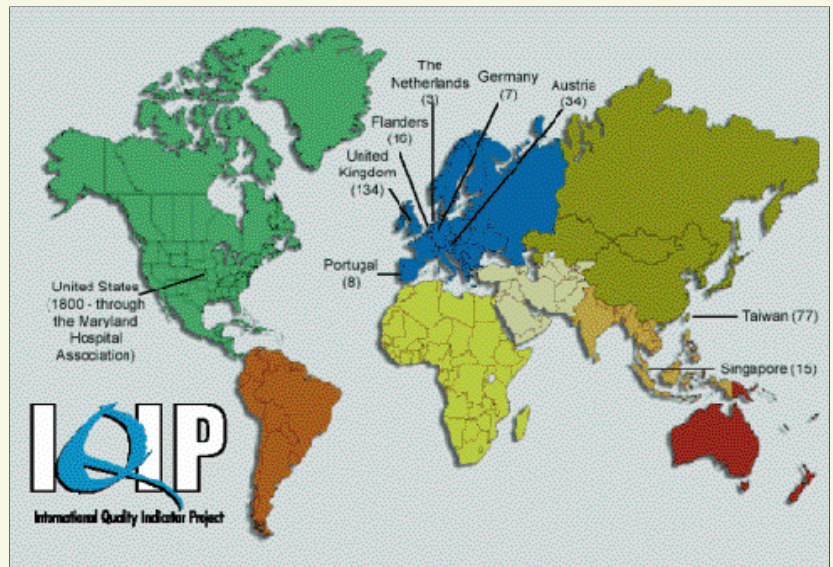 The
Netherlands
(3)
Germany
(7)
Austria
(34)
Flanders
(10)
United
Kingdom
(134)
Portugal
(8)
United States
(1800 - through
the Maryland
Hospital
Association)
Taiwan (77)
Singapore (15)
IQIP
International Quality Indicator Project